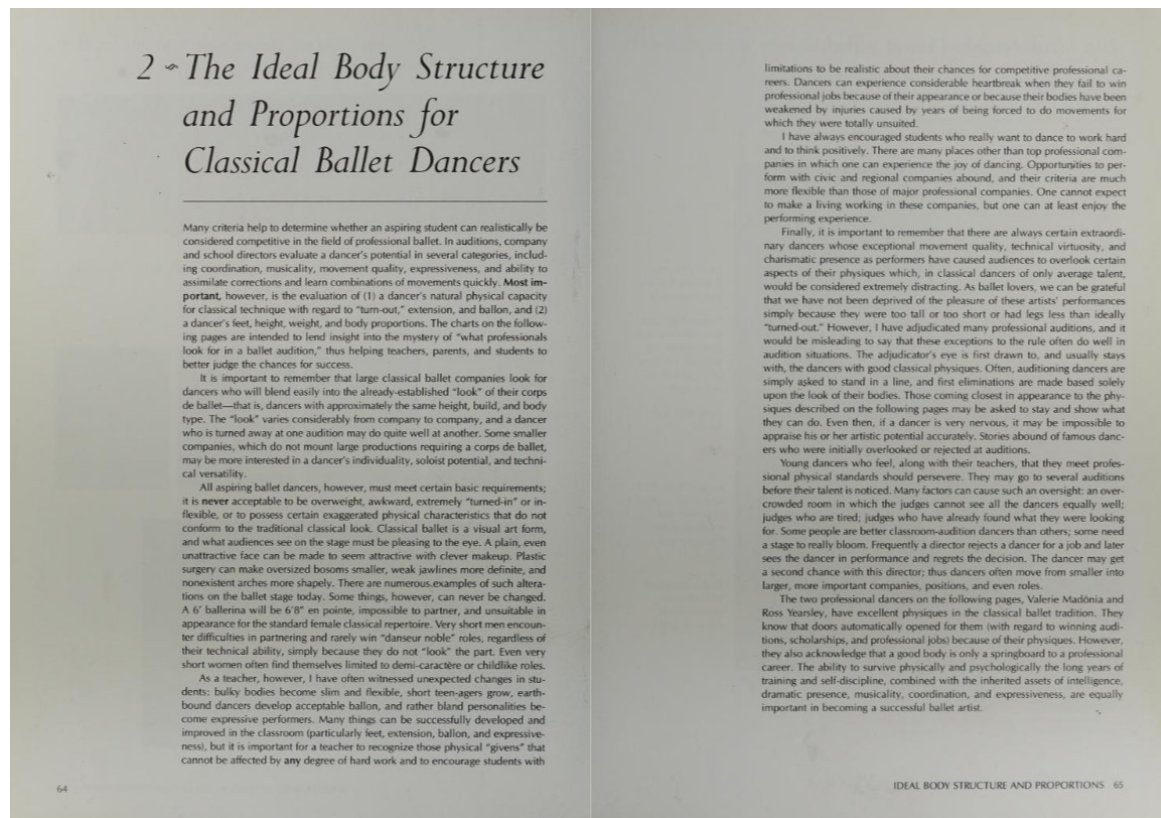 2 The Ideal Body Structure
and Proportions for
Classical Ballet Dancers
Many criteria help to determine whether an aspiring student can realistically be
considered competitive in the field of professional ballet. In auditions, company
and school directors evaluate a dancer's potential in several categories, includ-
ing coordination, musicality, movement quality, expressiveness, and ability to
assimilate corrections and learn combinations of movements quickly. Most im-
portant, however, is the evaluation of (1) a dancer's natural physical capacity
for classical technique with regard to "turn-out," extension, and ballon, and (2)
a dancer's feet, height, weight, and body proportions. The charts on the follow-
ing pages are intended to lend insight into the mystery of "what professionals
look for in a ballet audition," thus helping teachers, parents, and students to
better judge the chances for success.
It is important to remember that large classical ballet companies look for
dancers who will blend easily into the already-established "look" of their corps
de ballet—that is, dancers with approximately the same height, build, and body
type. The "look" varies considerably from company to company, and a dancer
who is turned away at one audition may do quite well at another. Some smaller
companies, which do not mount large productions requiring a corps de ballet,
may be more interested in a dancer's individuality, soloist potential, and techni-
cal versatility.
All aspiring ballet dancers, however, must meet certain basic requirements;
it is never acceptable to be overweight, awkward, extremely "turned-in" or in-
flexible, or to possess certain exaggerated physical characteristics that do not
conform to the traditional classical look. Classical ballet is a visual art form,
and what audiences see on the stage must be pleasing to the eye. A plain, even
unattractive face can be made to seem attractive with clever makeup. Plastic
surgery can make oversized bosoms smaller, weak jawlines more definite, and
nonexistent arches more shapely. There are numerous examples of such altera-
tions on the ballet stage today. Some things, however, can never be changed.
A 6' ballerina will be 6'8" en pointe, impossible to partner, and unsuitable in
appearance for the standard female classical repertoire. Very short men encoun-
ter difficulties in partnering and rarely win "danseur noble" roles, regardless of
their technical ability, simply because they do not "look" the part. Even very
short women often find themselves limited to demi-caractère or childlike roles.
As a teacher, however, I have often witnessed unexpected changes in stu-
dents: bulky bodies become slim and flexible, short teen-agers grow, earth-
bound dancers develop acceptable ballon, and rather bland personalities be-
come expressive performers. Many things can be successfully developed and
improved in the classroom (particularly feet, extension, ballon, and expressive-
ness), but it is important for a teacher to recognize those physical "givens" that
cannot be affected by any degree of hard work and to encourage students with
64
limitations to be realistic about their chances for competitive professional ca-
reers. Dancers can experience considerable heartbreak when they fail to win
professional jobs because of their appearance or because their bodies have been
weakened by injuries caused by years of being forced to do movements for
which they were totally unsuited.
I have always encouraged students who really want to dance to work hard
and to think positively. There are many places other than top professional com-
panies in which one can experience the joy of dancing. Opportunities to per-
form with civic and regional companies abound, and their criteria are much
more flexible than those of major professional companies. One cannot expect
to make a living working in these companies, but one can at least enjoy the
performing experience.
Finally, it is important to remember that there are always certain extraordi-
nary dancers whose exceptional movement quality, technical virtuosity, and
charismatic presence as performers have caused audiences to overlook certain
aspects of their physiques which, in classical dancers of only average talent,
would be considered extremely distracting. As ballet lovers, we can be grateful
that we have not been deprived of the pleasure of these artists' performances
simply because they were too tall or too short or had legs less than ideally
"turned-out." However, I have adjudicated many professional auditions, and it
would be misleading to say that these exceptions to the rule often do well in
audition situations. The adjudicator's eye is first drawn to, and usually stays
with, the dancers with good classical physiques. Often, auditioning dancers are
simply asked to stand in a line, and first eliminations are made based solely
upon the look of their bodies. Those coming closest in appearance to the phy-
siques described on the following pages may be asked to stay and show what
they can do. Even then, if a dancer is very nervous, it may be impossible to
appraise his or her artistic potential accurately. Stories abound of famous danc-
ers who were initially overlooked or rejected at auditions.
Young dancers who feel, along with their teachers, that they meet profes-
sional physical standards should persevere. They may go to several auditions
before their talent is noticed. Many factors can cause such an oversight: an over-
crowded room in which the judges cannot see all the dancers equally well;
judges who are tired; judges who have already found what they were looking
for. Some people are better classroom-audition dancers than others; some need
a stage to really bloom. Frequently a director rejects a dancer for a job and later
sees the dancer in performance and regrets the decision. The dancer may get
a second chance with this director; thus dancers often move from smaller into
larger, more important companies, positions, and even roles.
The two professional dancers on the following pages, Valerie Madonia and
Ross Yearsley, have excellent physiques in the classical ballet tradition. They
know that doors automatically opened for them (with regard to winning audi-
tions, scholarships, and professional jobs) because of their physiques. However,
they also acknowledge that a good body is only a springboard to a professional
career. The ability to survive physically and psychologically the long years of
training and self-discipline, combined with the inherited assets of intelligence,
dramatic presence, musicality, coordination, and expressiveness, are equally
important in becoming a successful ballet artist.
IDEAL BODY STRUCTURE AND PROPORTIONS 65